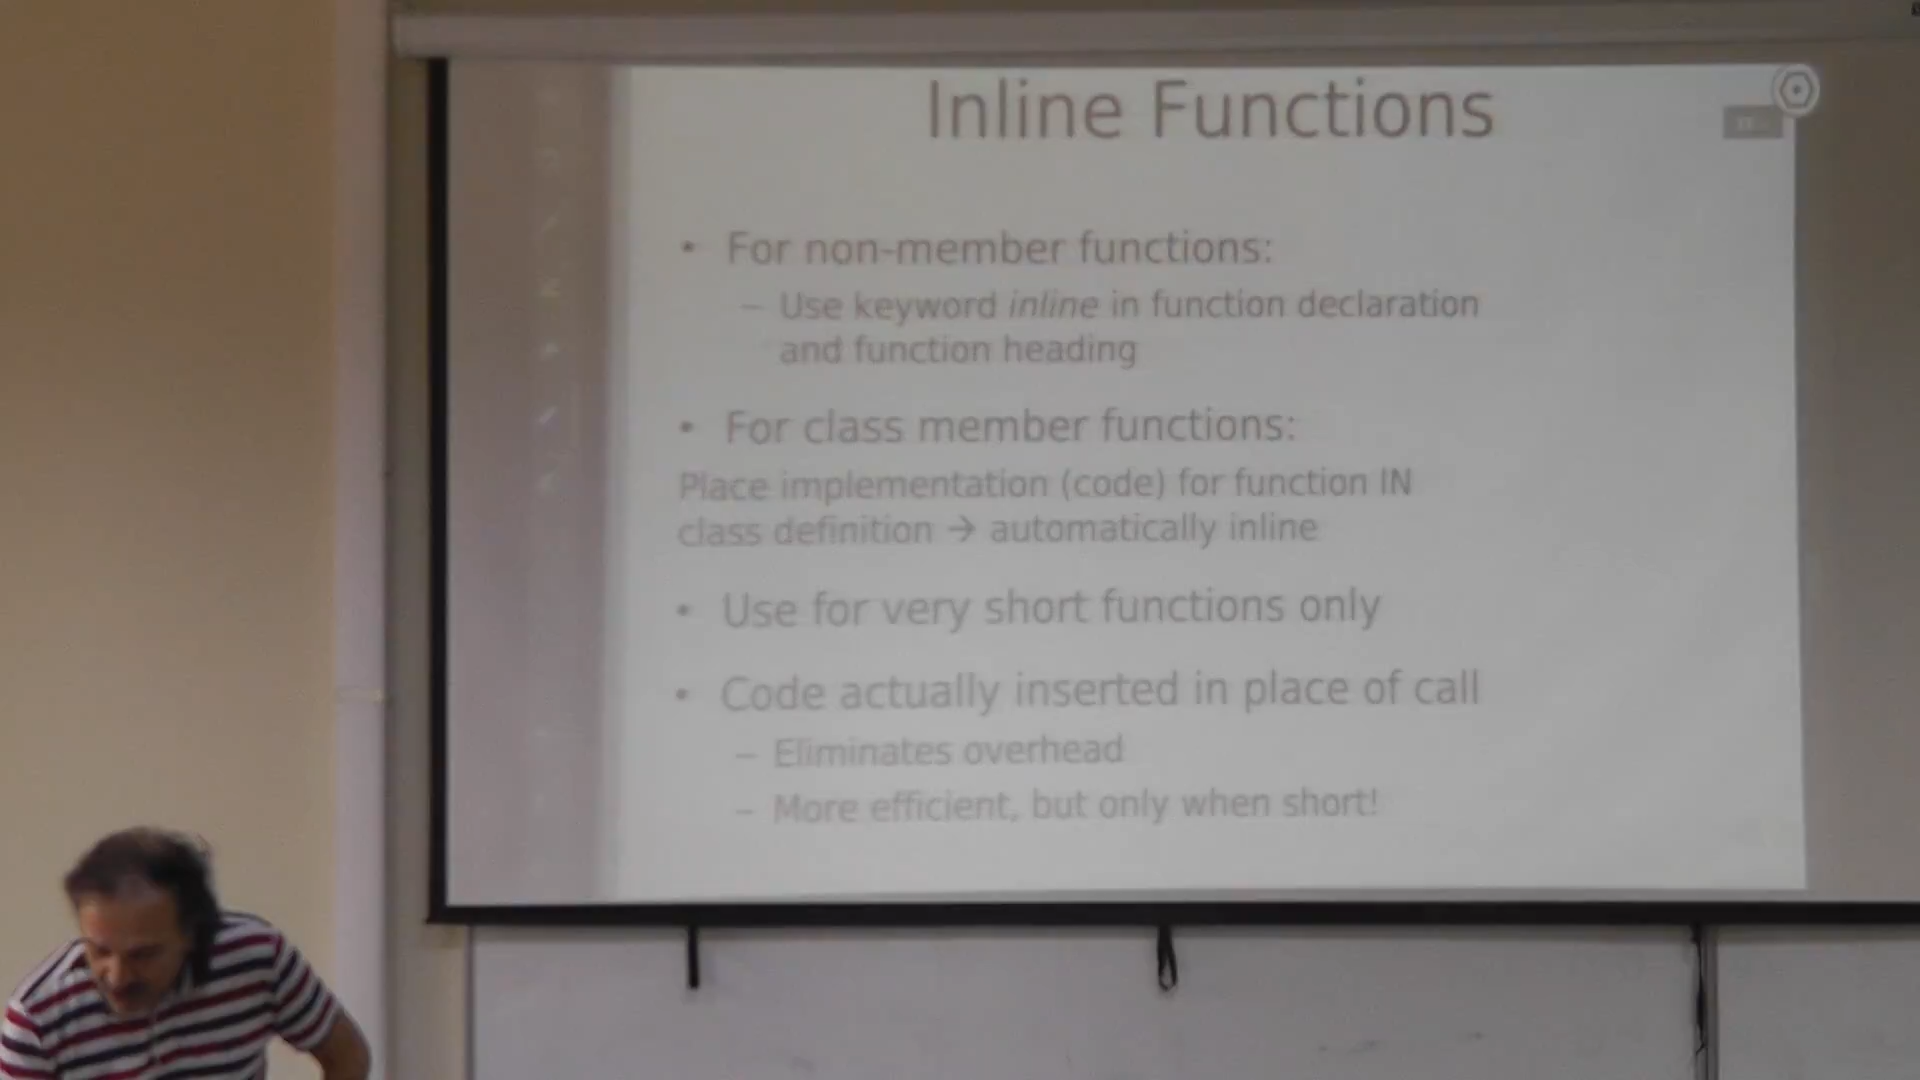 Inline Functions
• For non-member functions:
– Use keyword inline in function declaration
and function heading
• For class member functions:
Place implementation (code) for function IN
class definition → automatically inline
• Use for very short functions only
• Code actually inserted in place of call
– Eliminates overhead
– More efficient, but only when short!